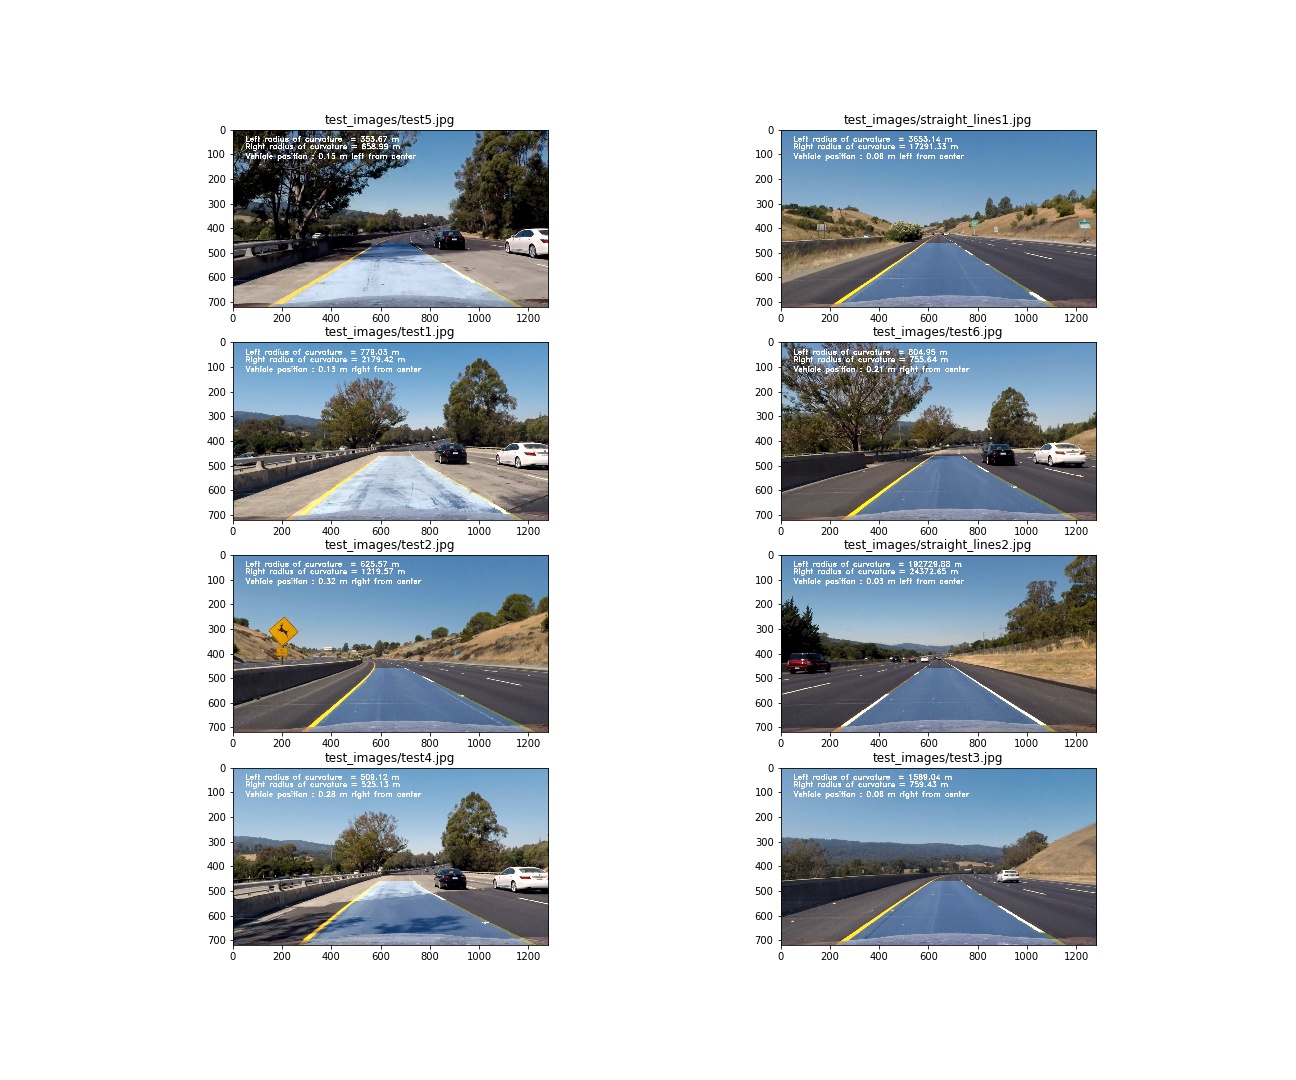 test_images/test5.jpg
Left radius of curvature = 353.67 m
Right radius of curvature = 658.99 m
Vehicle position : 0.15 m left from center
0
100
200
300
400
500
600
700
0 200 400 600 800 1000 1200
test_images/straight_lines1.jpg
Left radius of curvature = 3653.14 m
Right radius of curvature = 17291.33 m
Vehicle position : 0.08 m left from center
0
100
200
300
400
500
600
700
0 200 400 600 800 1000 1200
test_images/test1.jpg
Left radius of curvature = 779.03 m
Right radius of curvature = 2179.42 m
Vehicle position : 0.13 m right from center
0
100
200
300
400
500
600
700
0 200 400 600 800 1000 1200
test_images/test6.jpg
Left radius of curvature = 804.95 m
Right radius of curvature = 755.64 m
Vehicle position : 0.21 m right from center
0
100
200
300
400
500
600
700
0 200 400 600 800 1000 1200
test_images/test2.jpg
Left radius of curvature = 625.57 m
Right radius of curvature = 1219.57 m
Vehicle position : 0.32 m right from center
0
100
200
300
400
500
600
700
0 200 400 600 800 1000 1200
test_images/straight_lines2.jpg
Left radius of curvature = 192729.88 m
Right radius of curvature = 24372.65 m
Vehicle position : 0.03 m left from center
0
100
200
300
400
500
600
700
0 200 400 600 800 1000 1200
test_images/test4.jpg
Left radius of curvature = 509.12 m
Right radius of curvature = 525.13 m
Vehicle position : 0.28 m right from center
0
100
200
300
400
500
600
700
0 200 400 600 800 1000 1200
test_images/test3.jpg
Left radius of curvature = 1589.04 m
Right radius of curvature = 759.43 m
Vehicle position : 0.08 m right from center
0
100
200
300
400
500
600
700
0 200 400 600 800 1000 1200